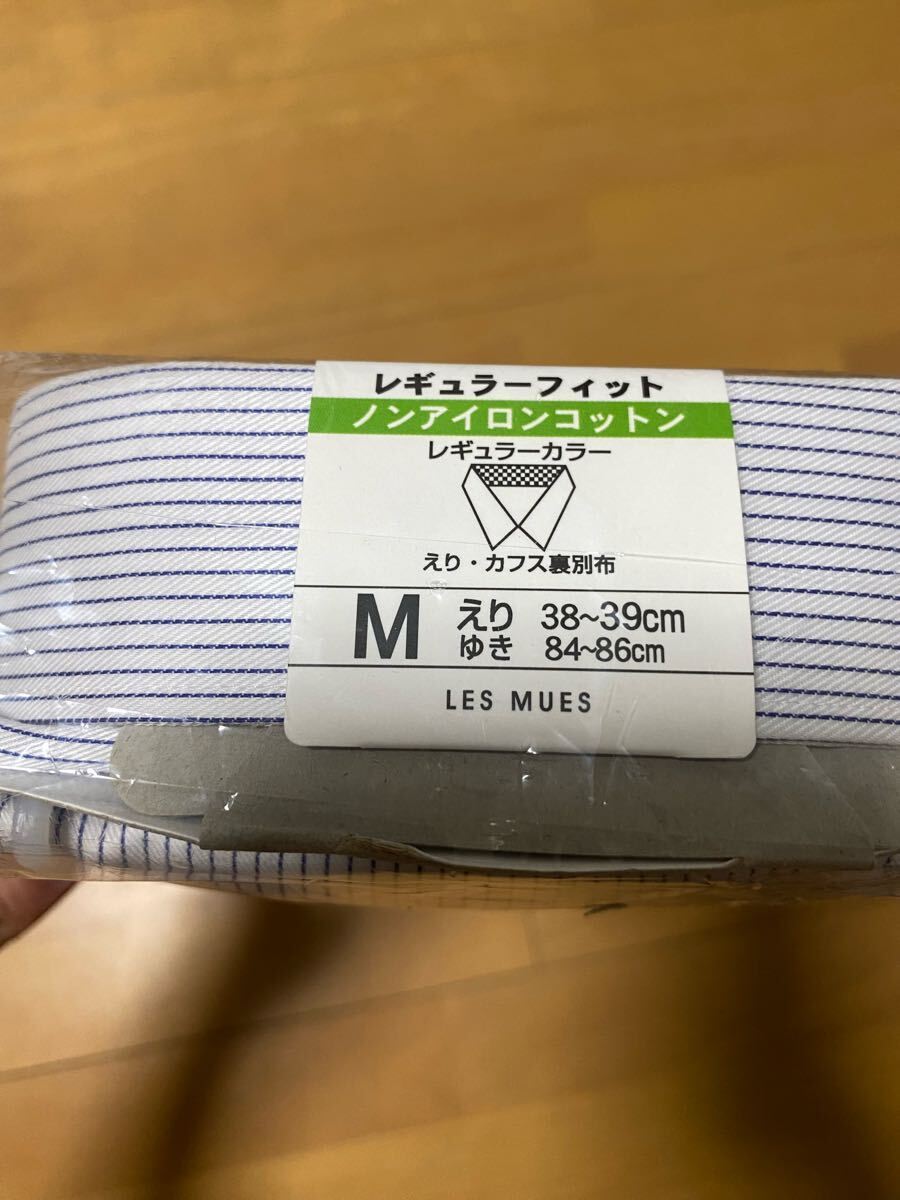 レギュラーフィット
ノンアイロンコットン
レギュラーカラー
えり・カフス裏別布
M えり 38~39cm
ゆき 84~86cm
LES MUES